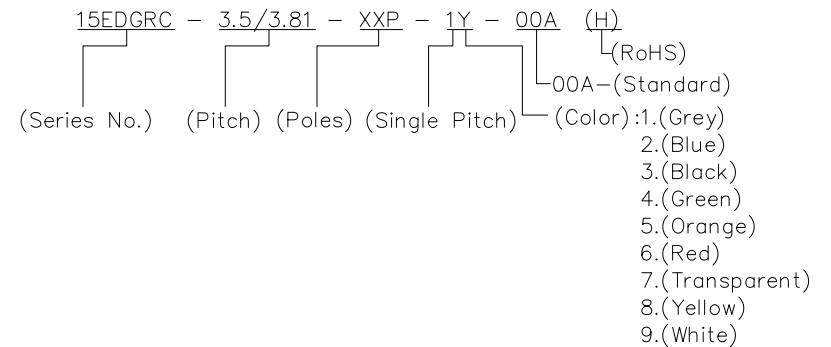 15EDGRC - 3.5/3.81 - XXP - 1Y - 00A (H)
(RoHS)
00A-(Standard)
(Series No.) (Pitch) (Poles) (Single Pitch) (Color):1.(Grey)
2.(Blue)
3.(Black)
4.(Green)
5.(Orange)
6.(Red)
7.(Transparent)
8.(Yellow)
9.(White)